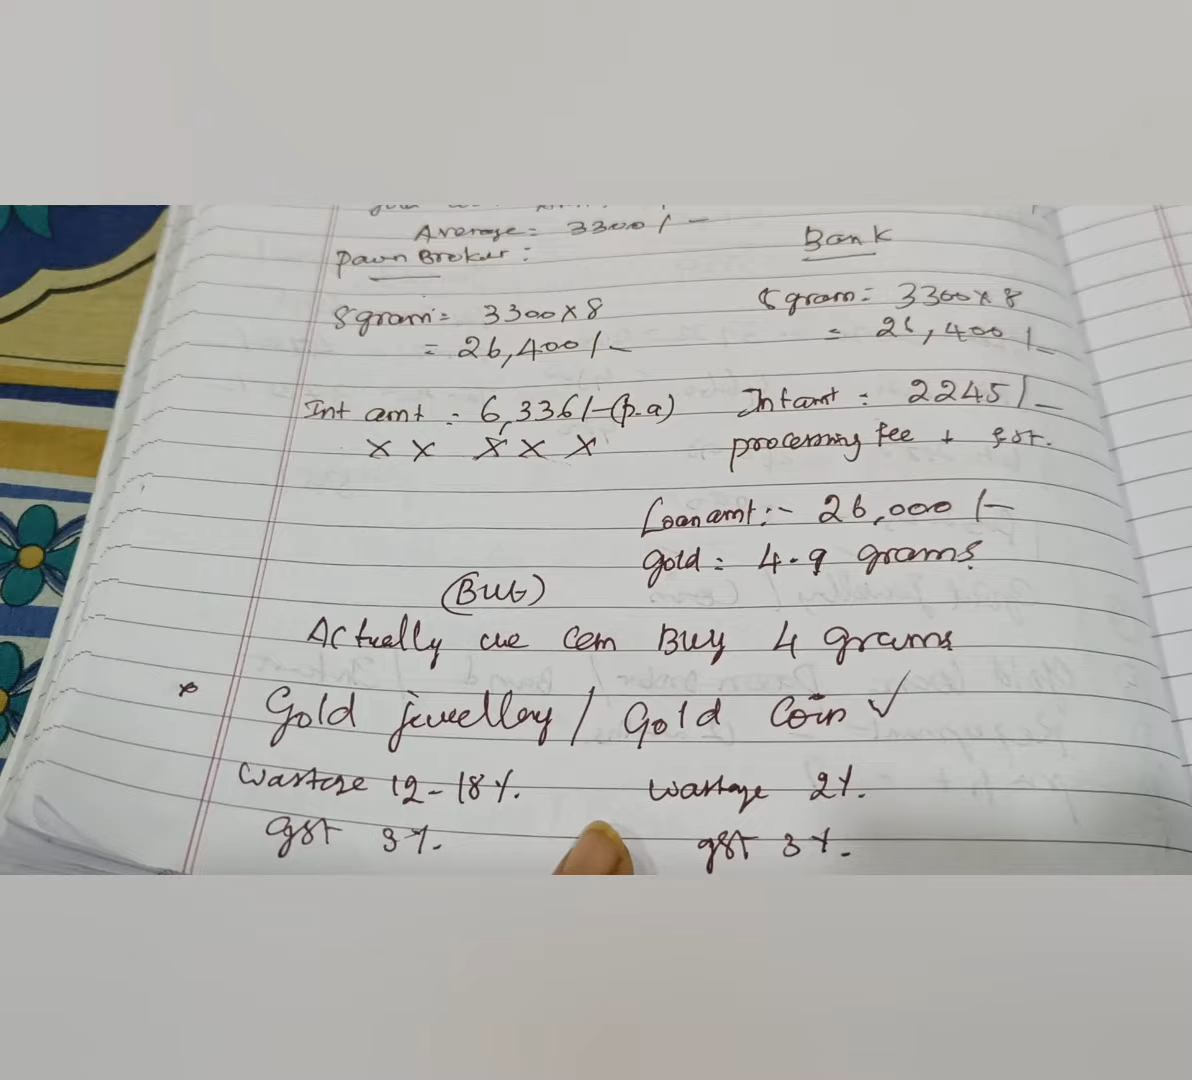 Average = 3300/-
Pawn Broker :
Bank
8 gram = 3300 x 8
= 26,400/-
8 gram = 3300 x 8
= 26,400/-
Int amt : 6,336/- (p.a)
x x x x x
Int amt : 2245/-
processing fee + gst.
Loan amt :- 26,000/-
gold = 4.9 grams
(But)
Actually we can Buy 4 grams
* Gold jewellery / Gold Coin ✓
Wastage 12-18%.
wastage 2%.
gst 3%.
gst 3%.